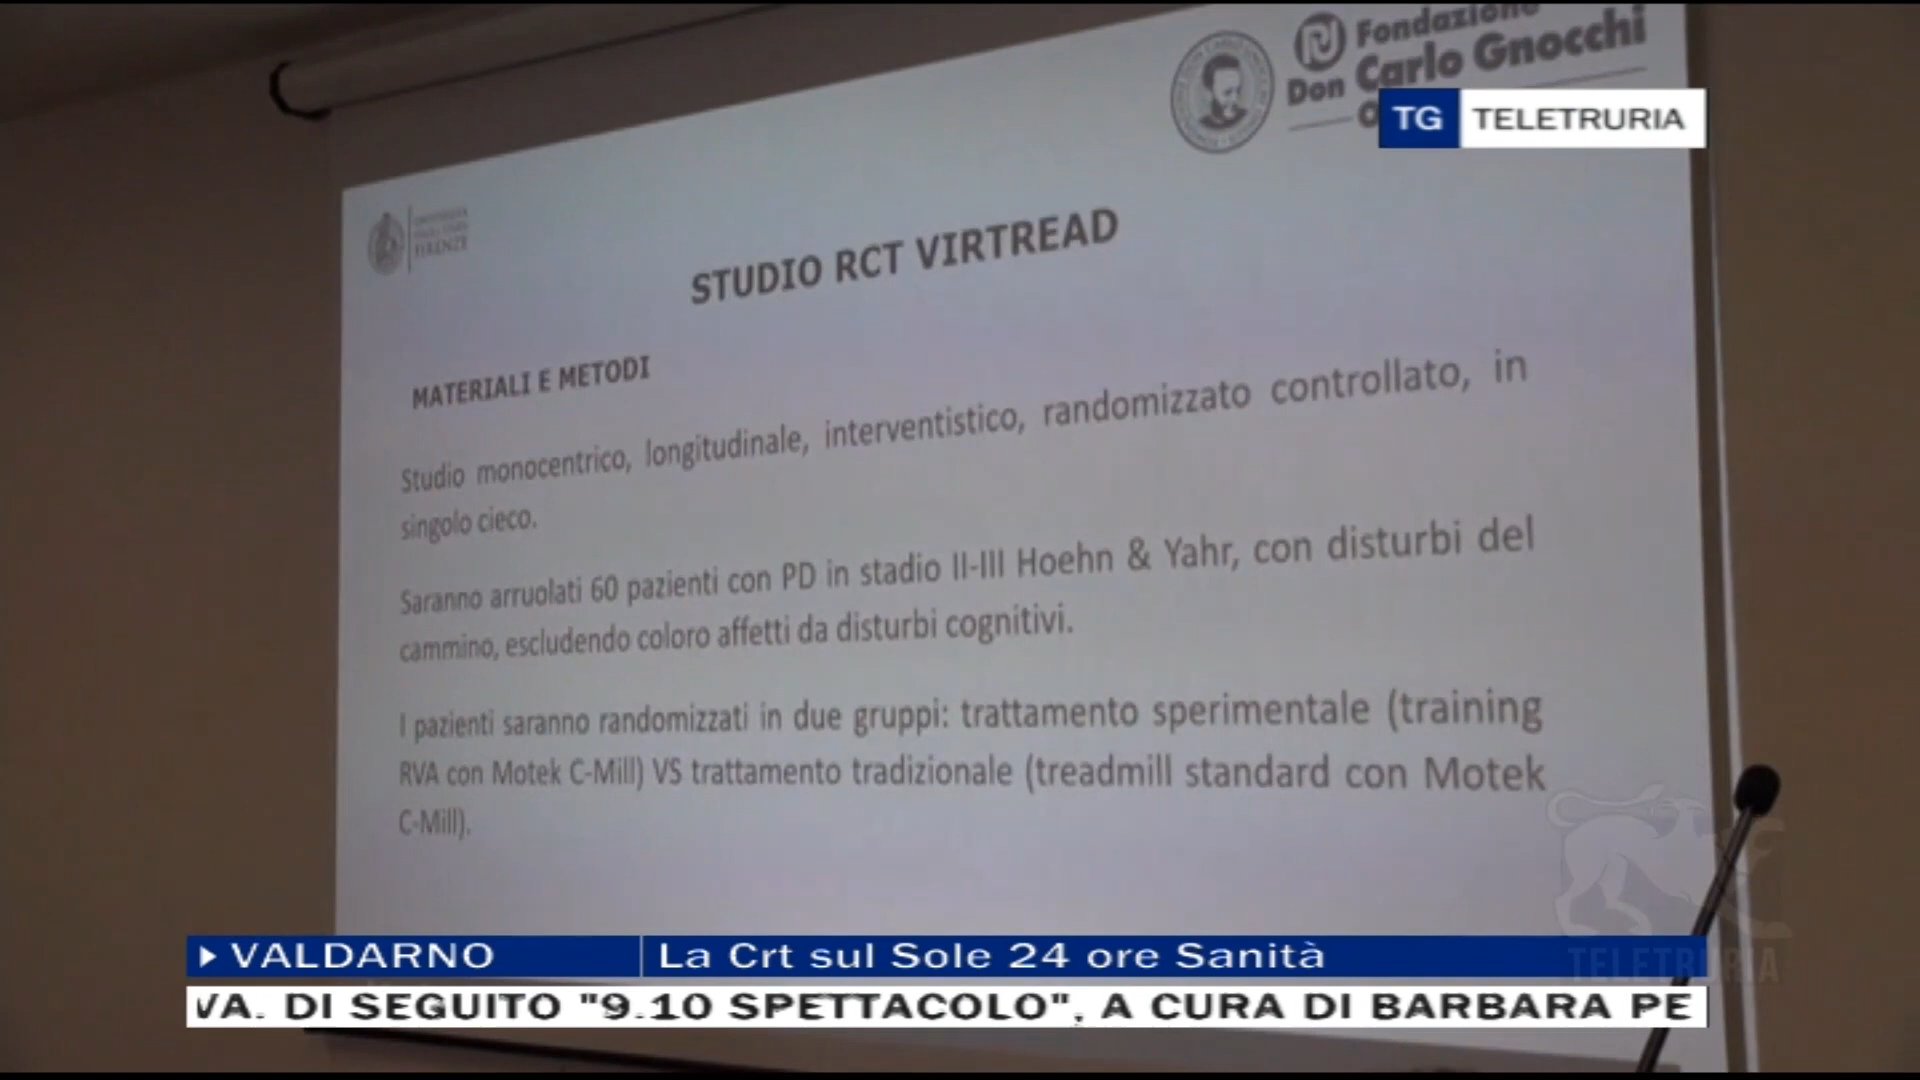 Fondazione
Don Carlo Gnocchi
TG TELETRURIA
FIRENZE
STUDIO RCT VIRTREAD
MATERIALI E METODI
Studio monocentrico, longitudinale, interventistico, randomizzato controllato, in
singolo cieco.
Saranno arruolati 60 pazienti con PD in stadio II-III Hoehn & Yahr, con disturbi del
cammino, escludendo coloro affetti da disturbi cognitivi.
I pazienti saranno randomizzati in due gruppi: trattamento sperimentale (training
RVA con Motek C-Mill) VS trattamento tradizionale (treadmill standard con Motek
C-Mill).
TELETRURIA
VALDARNO La Crt sul Sole 24 ore Sanità
VA. DI SEGUITO "9.10 SPETTACOLO", A CURA DI BARBARA PE